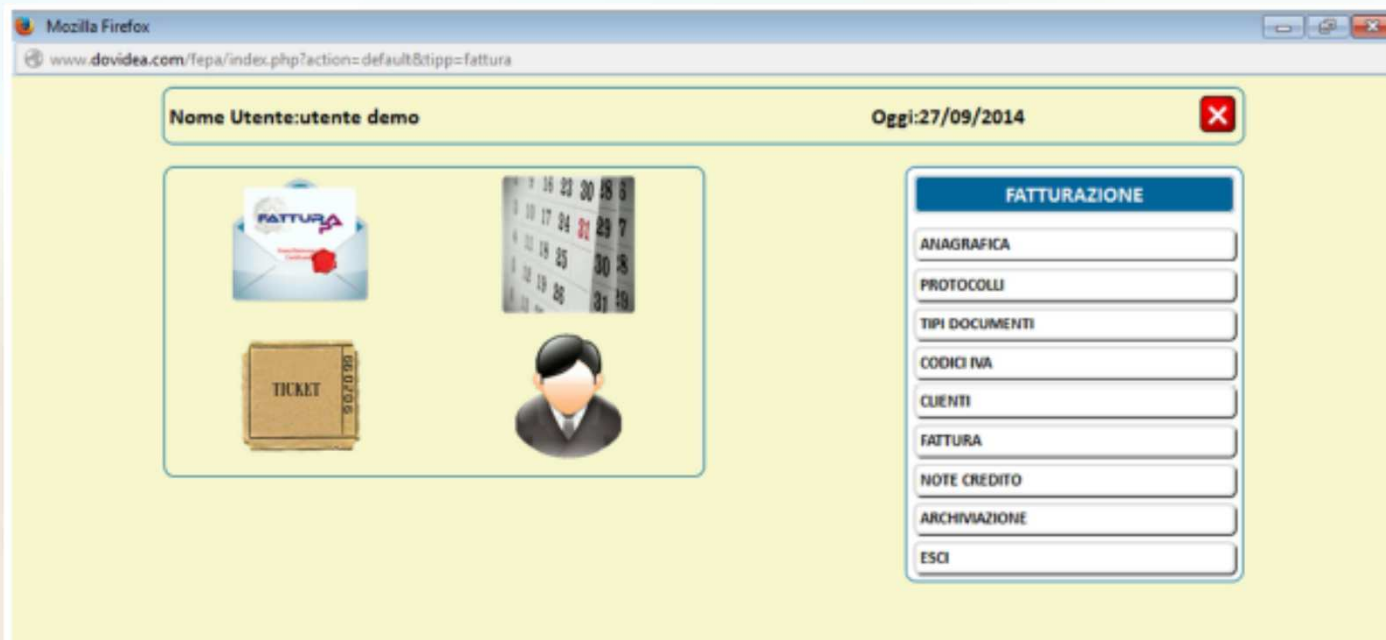 Mozilla Firefox
www.dovidea.com/fepa/index.php?action=default&tipp=fattura
Nome Utente:utente demo
Oggi:27/09/2014
FATTURA
PA
TICKET
FATTURAZIONE
ANAGRAFICA
PROTOCOLLI
TIPI DOCUMENTI
CODICI IVA
CLIENTI
FATTURA
NOTE CREDITO
ARCHIVIAZIONE
ESCI